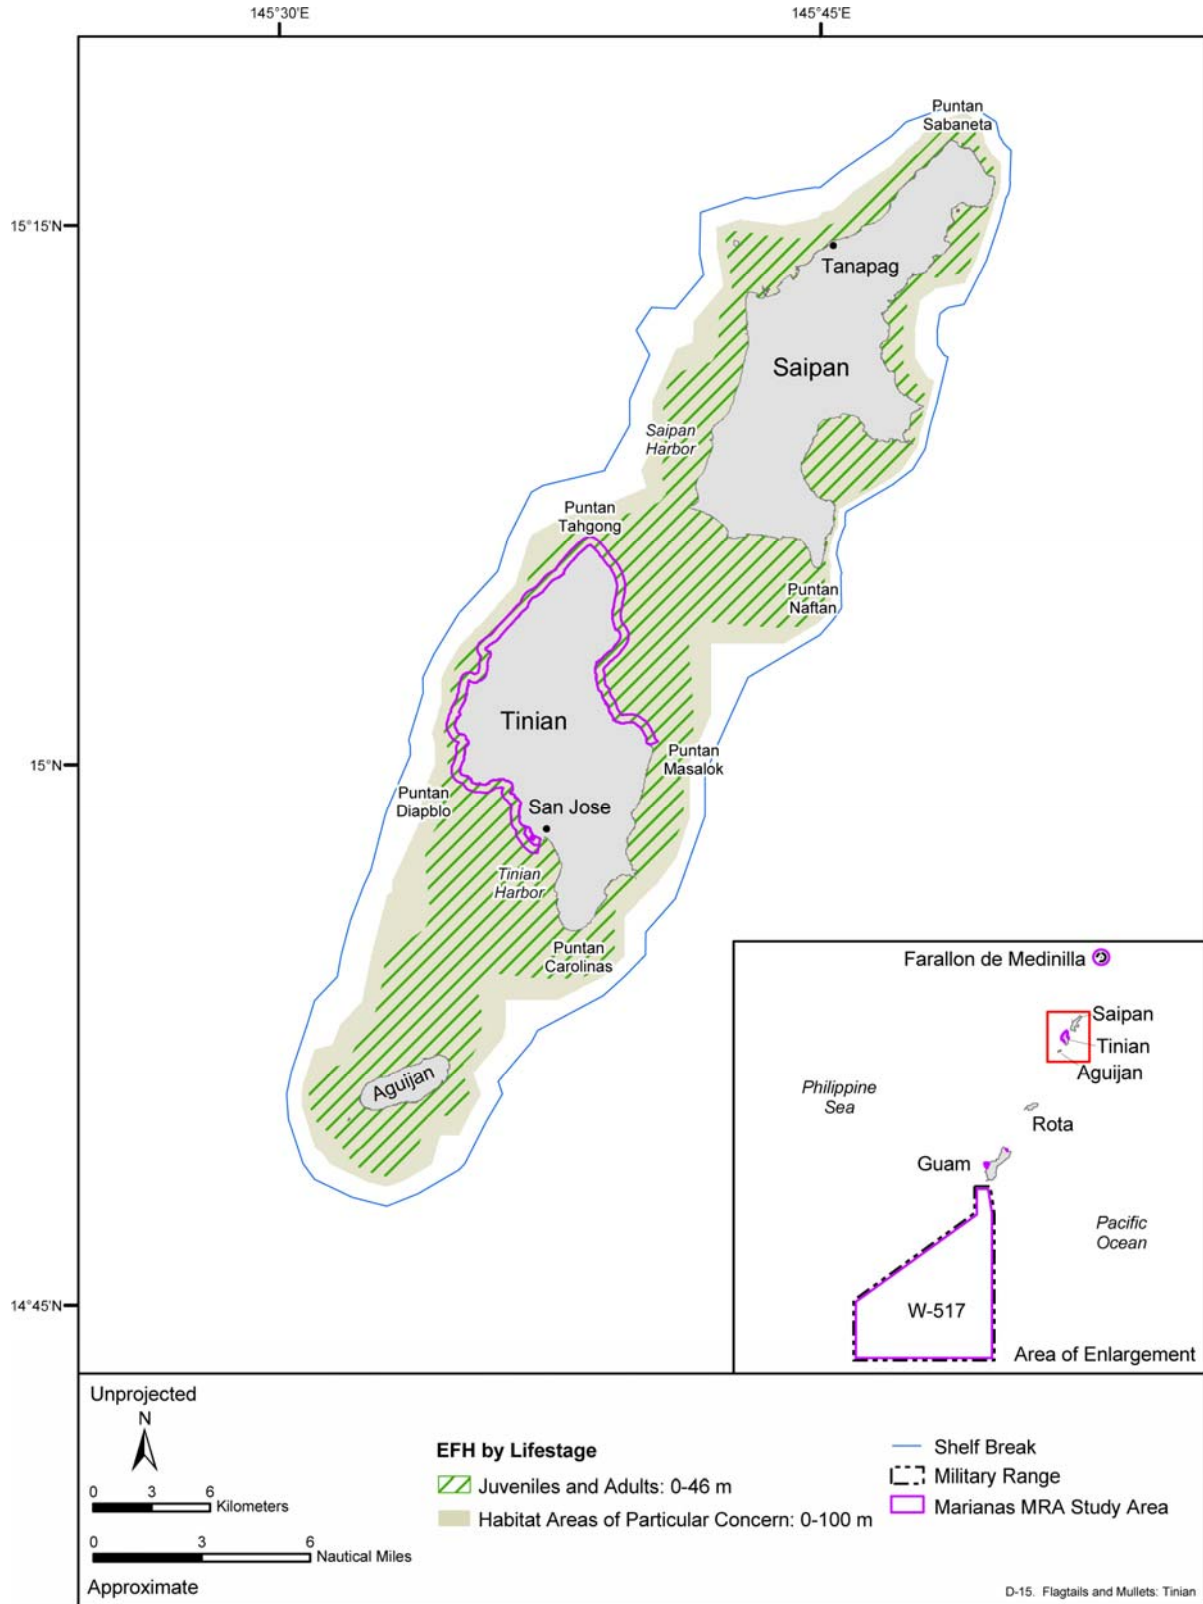 145°30'E
145°45'E
Puntan
Sabaneta
15°15'N
Tanapag
Saipan
Saipan
Harbor
Puntan
Tahgong
Puntan
Naftan
Tinian
Puntan
Masalok
15°N
Puntan
Diapblo
San Jose
Tinian
Harbor
Puntan
Carolinas
Aguijan
14°45'N
Farallon de Medinilla
Saipan
Tinian
Aguijan
Philippine
Sea
Rota
Guam
Pacific
Ocean
W-517
Area of Enlargement
Unprojected
N
0 3 6
Kilometers
0 3 6
Nautical Miles
Approximate
EFH by Lifestage
Juveniles and Adults: 0-46 m
Habitat Areas of Particular Concern: 0-100 m
Shelf Break
Military Range
Marianas MRA Study Area
D-15. Flagtails and Mullets: Tinian